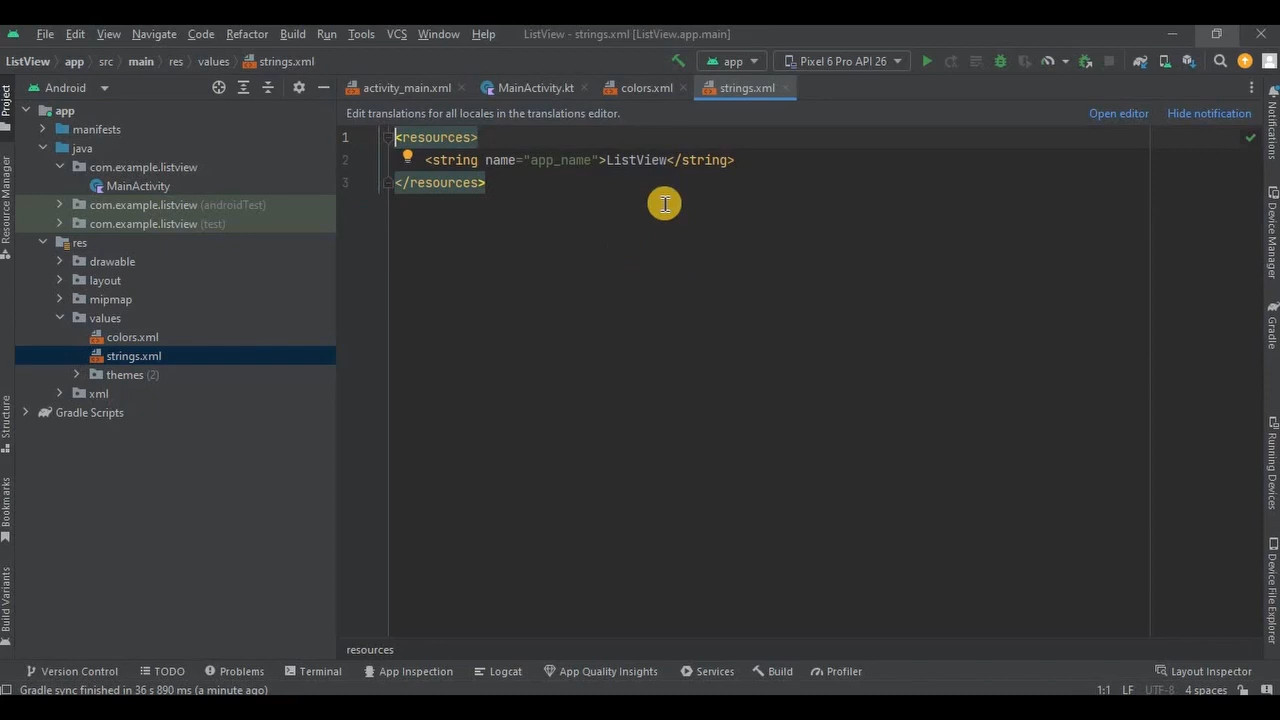 File Edit View Navigate Code Refactor Build Run Tools VCS Window Help ListView - strings.xml [ListView.app.main]
ListView app src main res values strings.xml app Pixel 6 Pro API 26
Android activity_main.xml MainActivity.kt colors.xml strings.xml
Edit translations for all locales in the translations editor. Open editor Hide notification
app
manifests
java
com.example.listview
MainActivity
com.example.listview (androidTest)
com.example.listview (test)
res
drawable
layout
mipmap
values
colors.xml
strings.xml
themes (2)
xml
Gradle Scripts
1 <resources>
2 <string name="app_name">ListView</string>
3 </resources>
Project
Resource Manager
Structure
Bookmarks
Build Variants
Notifications
Device Manager
Gradle
Running Devices
Device File Explorer
resources
Version Control TODO Problems Terminal App Inspection Logcat App Quality Insights Services Build Profiler Layout Inspector
Gradle sync finished in 36 s 890 ms (a minute ago) 1:1 LF UTF-8 4 spaces